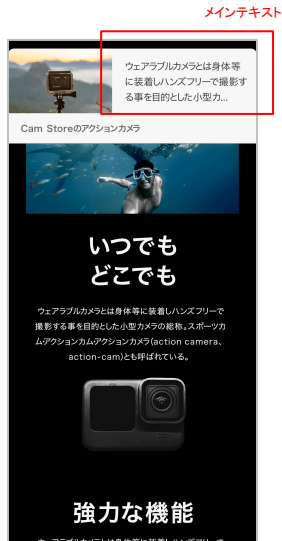 メインテキスト
ウェアラブルカメラとは身体等
に装着しハンズフリーで撮影す
る事を目的とした小型カ...
Cam Storeのアクションカメラ
いつでも
どこでも
ウェアラブルカメラとは身体等に装着しハンズフリーで
撮影する事を目的とした小型カメラの総称。スポーツカ
ム・アクションカム・アクションカメラ(action camera、
action-cam)とも呼ばれている。
強力な機能